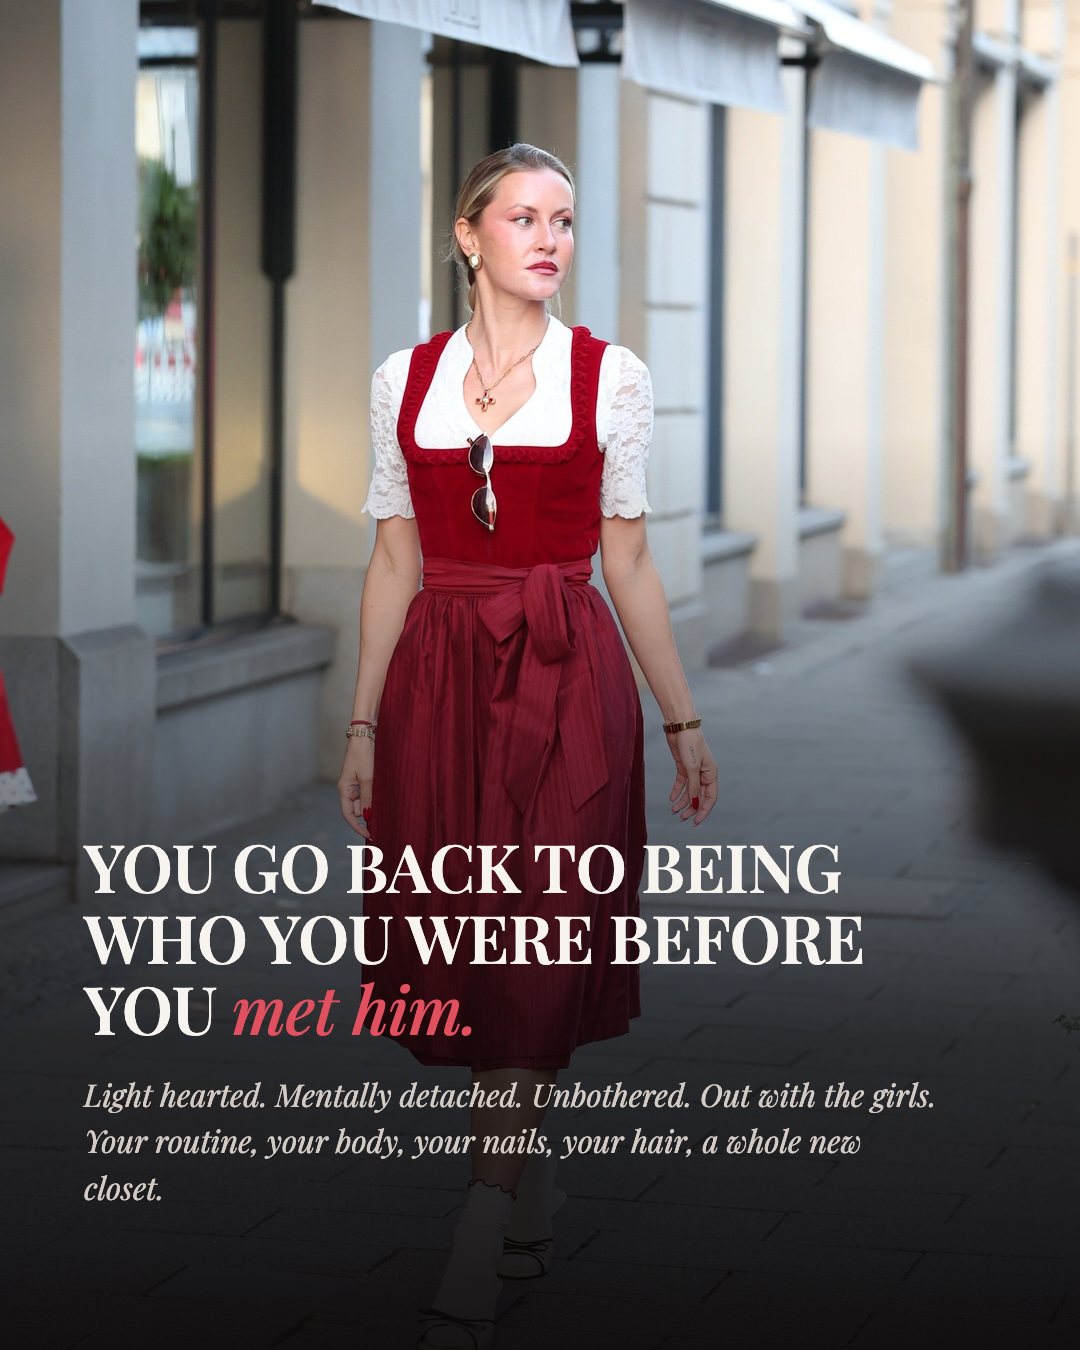 YOU GO BACK TO BEING
WHO YOU WERE BEFORE
YOU met him.
Light hearted. Mentally detached. Unbothered. Out with the girls.
Your routine, your body, your nails, your hair, a whole new
closet.